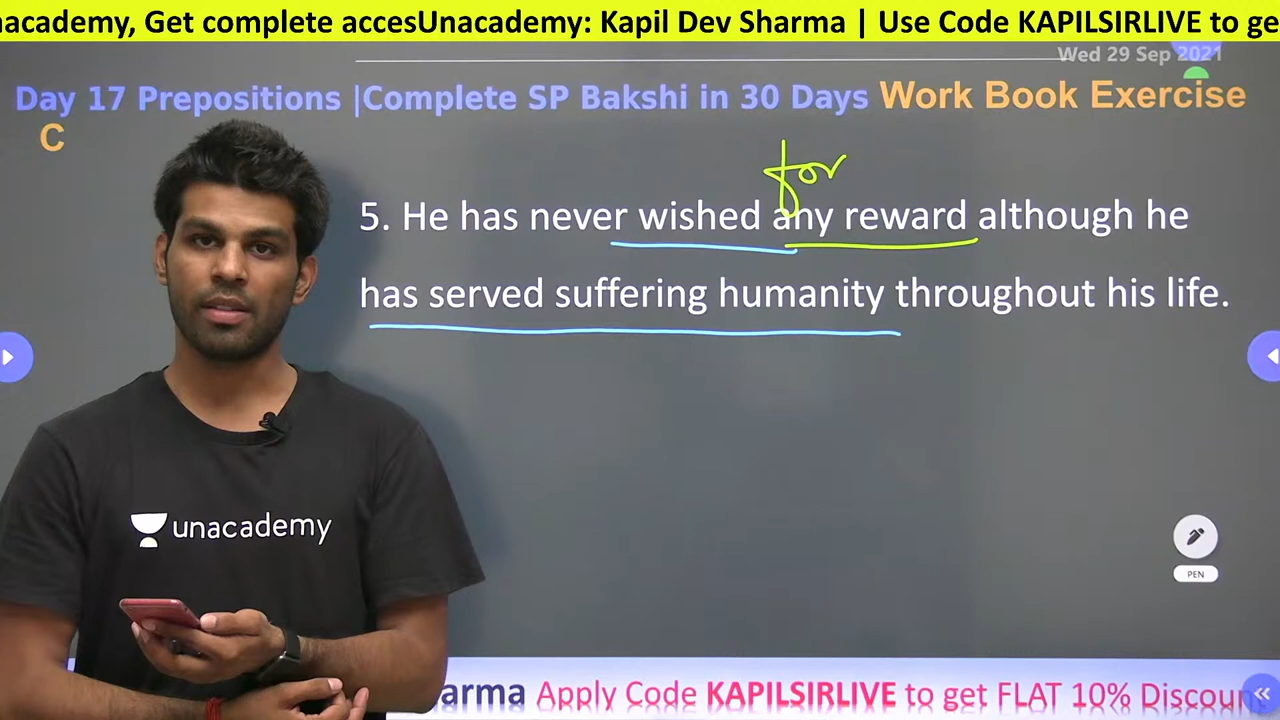 nacademy, Get complete accesUnacademy: Kapil Dev Sharma | Use Code KAPILSIRLIVE to ge
Wed 29 Sep 2021
Day 17 Prepositions |Complete SP Bakshi in 30 Days Work Book Exercise
C
for
5. He has never wished any reward although he
has served suffering humanity throughout his life.
unacademy
PEN
arma Apply Code KAPILSIRLIVE to get FLAT 10% Discoun